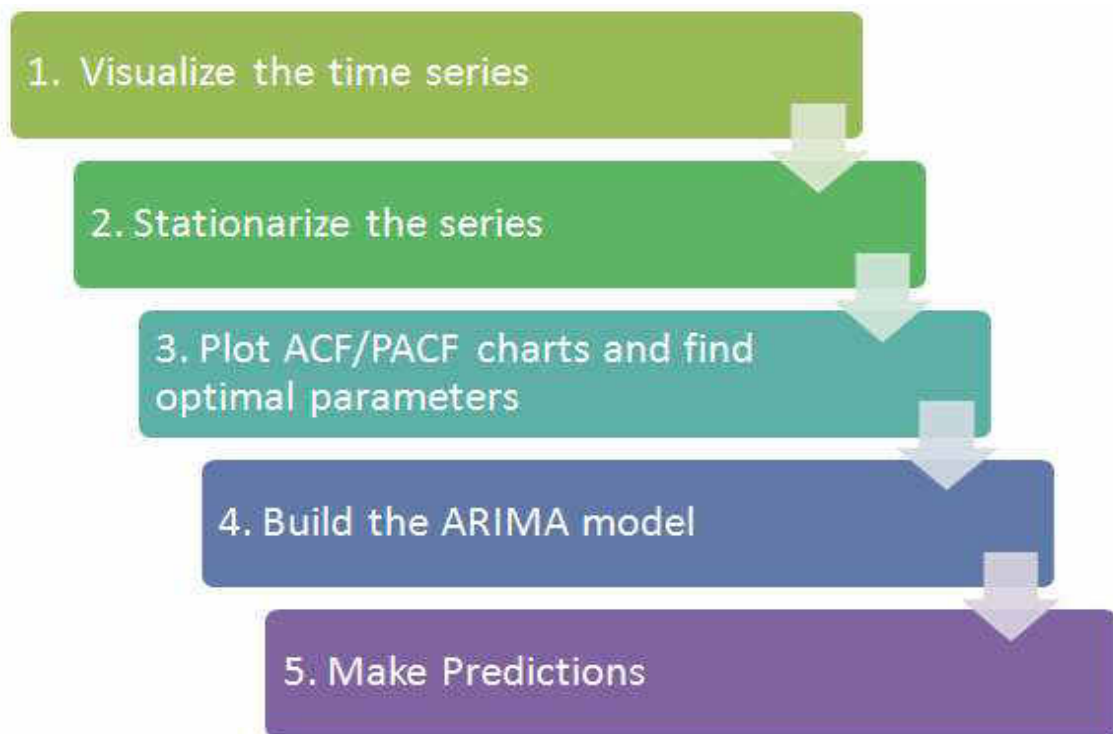 1. Visualize the time series
2. Stationarize the series
3. Plot ACF/PACF charts and find
optimal parameters
4. Build the ARIMA model
5. Make Predictions